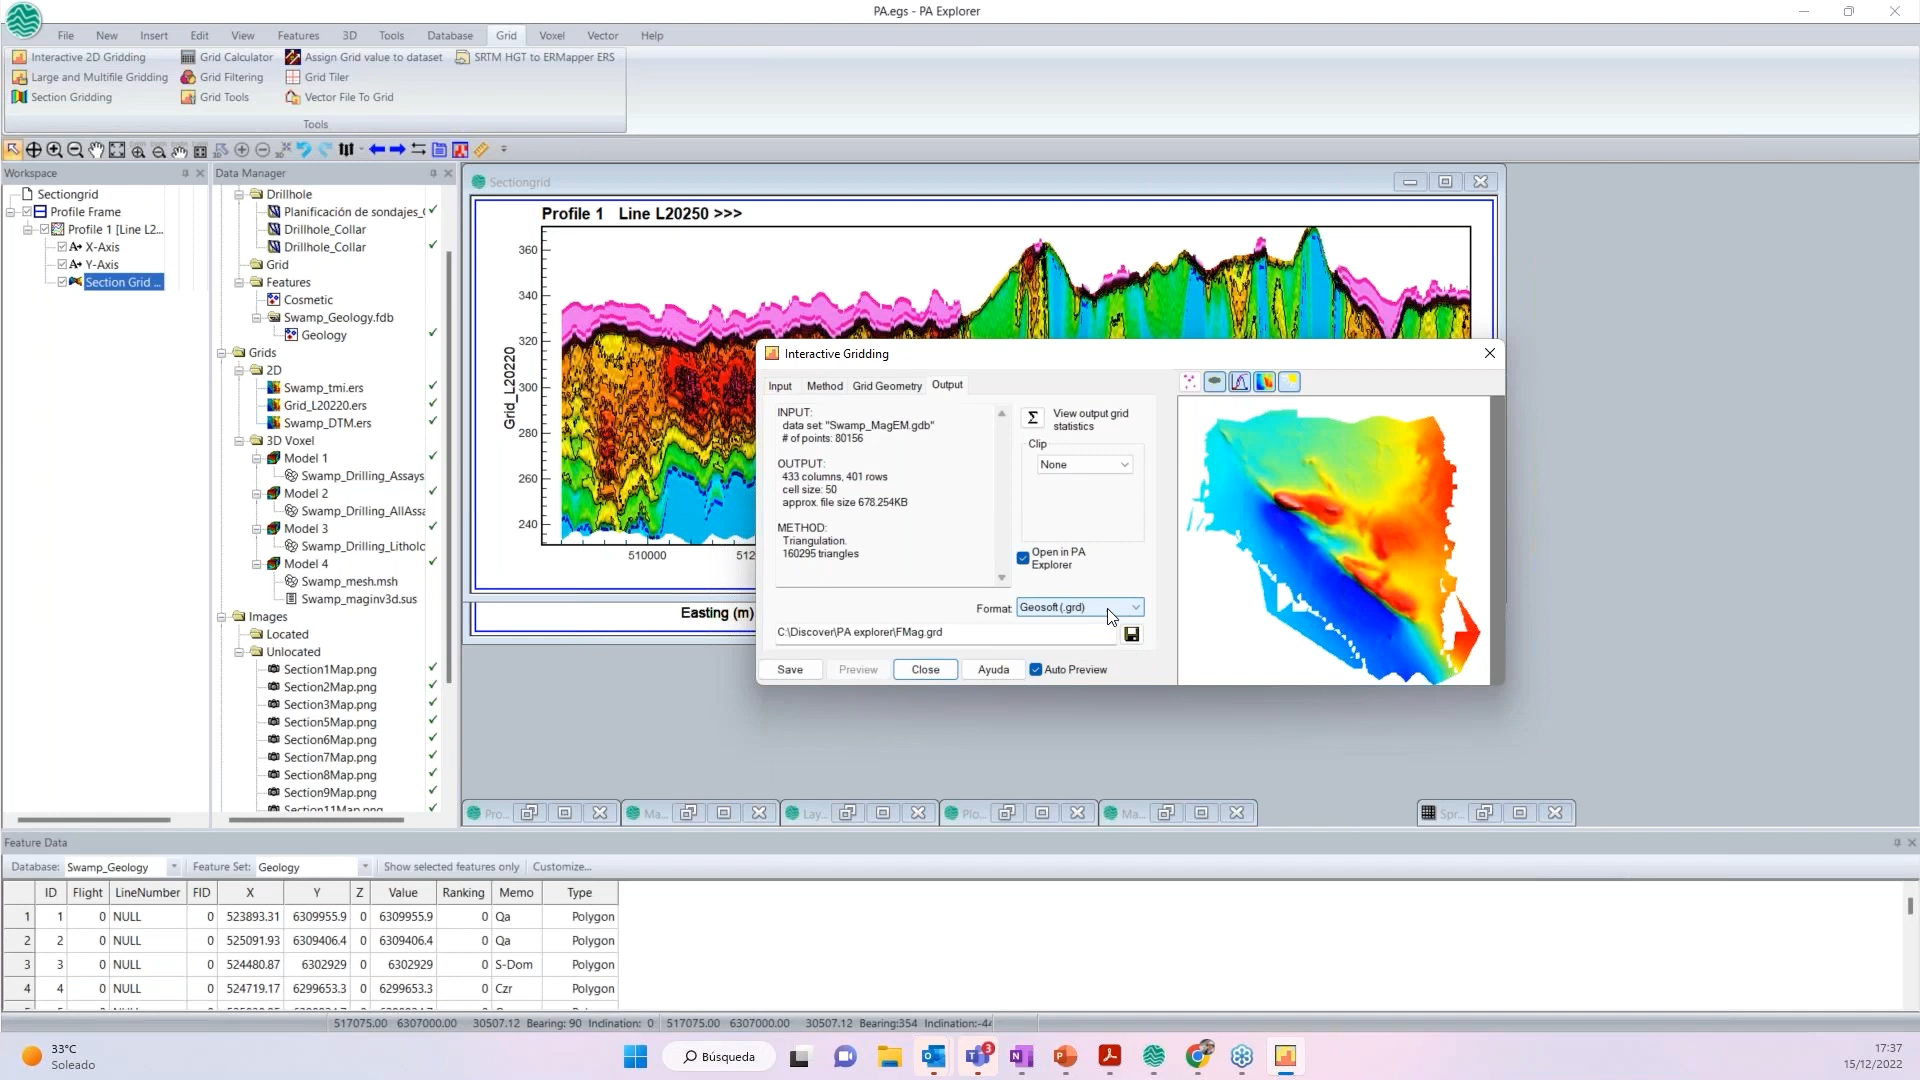 PA.egs - PA Explorer
File New Insert Edit View Features 3D Tools Database Grid Voxel Vector Help
Interactive 2D Gridding Grid Calculator Assign Grid value to dataset SRTM HGT to ERMapper ERS
Large and Multifile Gridding Grid Filtering Grid Tiler
Section Gridding Grid Tools Vector File To Grid
Tools
Workspace
Sectiongrid
Profile Frame
Profile 1 [Line L2...
X-Axis
Y-Axis
Section Grid ...
Data Manager
Drillhole
Planificación de sondajes_(
Drillhole_Collar
Drillhole_Collar
Grid
Features
Cosmetic
Swamp_Geology.fdb
Geology
Grids
2D
Swamp_tmi.ers
Grid_L20220.ers
Swamp_DTM.ers
3D Voxel
Model 1
Swamp_Drilling_Assays
Model 2
Swamp_Drilling_AllAssa
Model 3
Swamp_Drilling_Litholc
Model 4
Swamp_mesh.msh
Swamp_maginv3d.sus
Images
Located
Unlocated
Section1Map.png
Section2Map.png
Section3Map.png
Section5Map.png
Section6Map.png
Section7Map.png
Section8Map.png
Section9Map.png
Section11Map.png
Sectiongrid
Profile 1 Line L20250 >>>
360
340
320
300
280
260
240
Grid_L20220
510000 512
Easting (m)
Interactive Gridding
Input Method Grid Geometry Output
INPUT:
data set "Swamp_MagEM.gdb"
# of points: 80156
OUTPUT:
433 columns, 401 rows
cell size: 50
approx. file size 678.254KB
METHOD:
Triangulation.
160295 triangles
View output grid
statistics
Clip
None
Open in PA
Explorer
Format Geosoft (.grd)
C:\Discover\PA explorer\FMag.grd
Save Preview Close Ayuda Auto Preview
Pro... Ma... Lay... Plo... Ma... Spr...
Feature Data
Database: Swamp_Geology Feature Set: Geology Show selected features only Customize...
ID Flight LineNumber FID X Y Z Value Ranking Memo Type
1 1 0 NULL 0 523893.31 6309955.9 0 6309955.9 0 Qa Polygon
2 2 0 NULL 0 525091.93 6309406.4 0 6309406.4 0 Qa Polygon
3 3 0 NULL 0 524480.87 6302929 0 6302929 0 S-Dom Polygon
4 4 0 NULL 0 524719.17 6299653.3 0 6299653.3 0 Czr Polygon
517075.00 6307000.00 30507.12 Bearing: 90 Inclination: 0 517075.00 6307000.00 30507.12 Bearing:354 Inclination:-44
33°C
Soleado
Búsqueda
3
17:37
15/12/2022